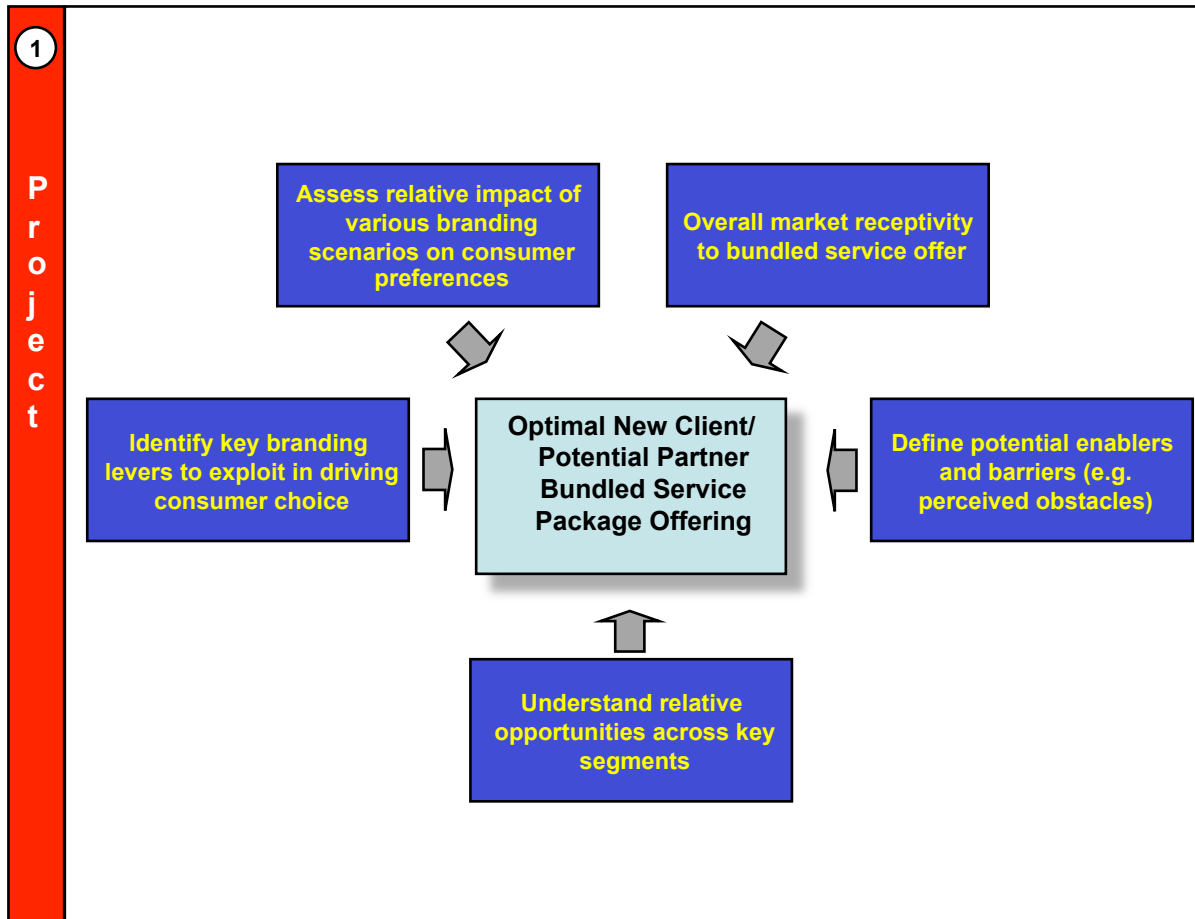 1
Project
Assess relative impact of
various branding
scenarios on consumer
preferences
Overall market receptivity
to bundled service offer
Identify key branding
levers to exploit in driving
consumer choice
Optimal New Client/
Potential Partner
Bundled Service
Package Offering
Define potential enablers
and barriers (e.g.
perceived obstacles)
Understand relative
opportunities across key
segments